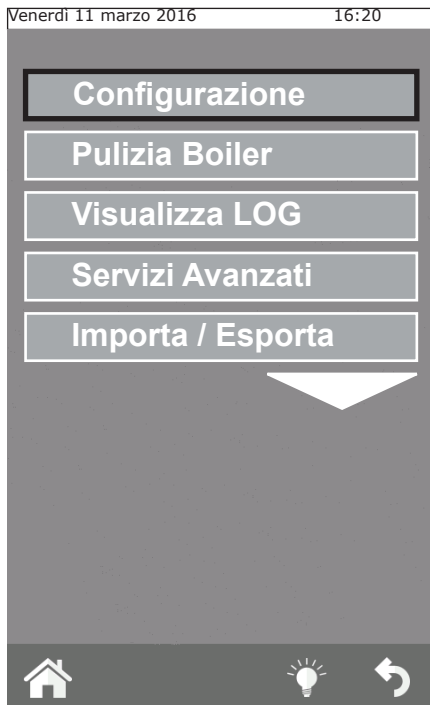 Venerdì 11 marzo 2016 16:20
Configurazione
Pulizia Boiler
Visualizza LOG
Servizi Avanzati
Importa / Esporta